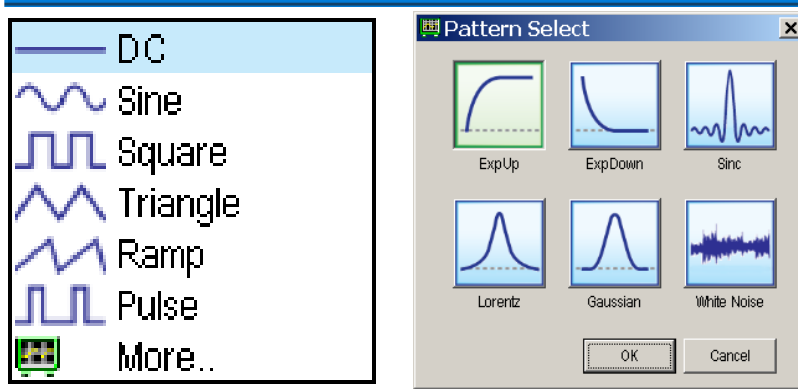 DC
Sine
Square
Triangle
Ramp
Pulse
More..
Pattern Select
ExpUp ExpDown Sinc
Lorentz Gaussian White Noise
OK Cancel